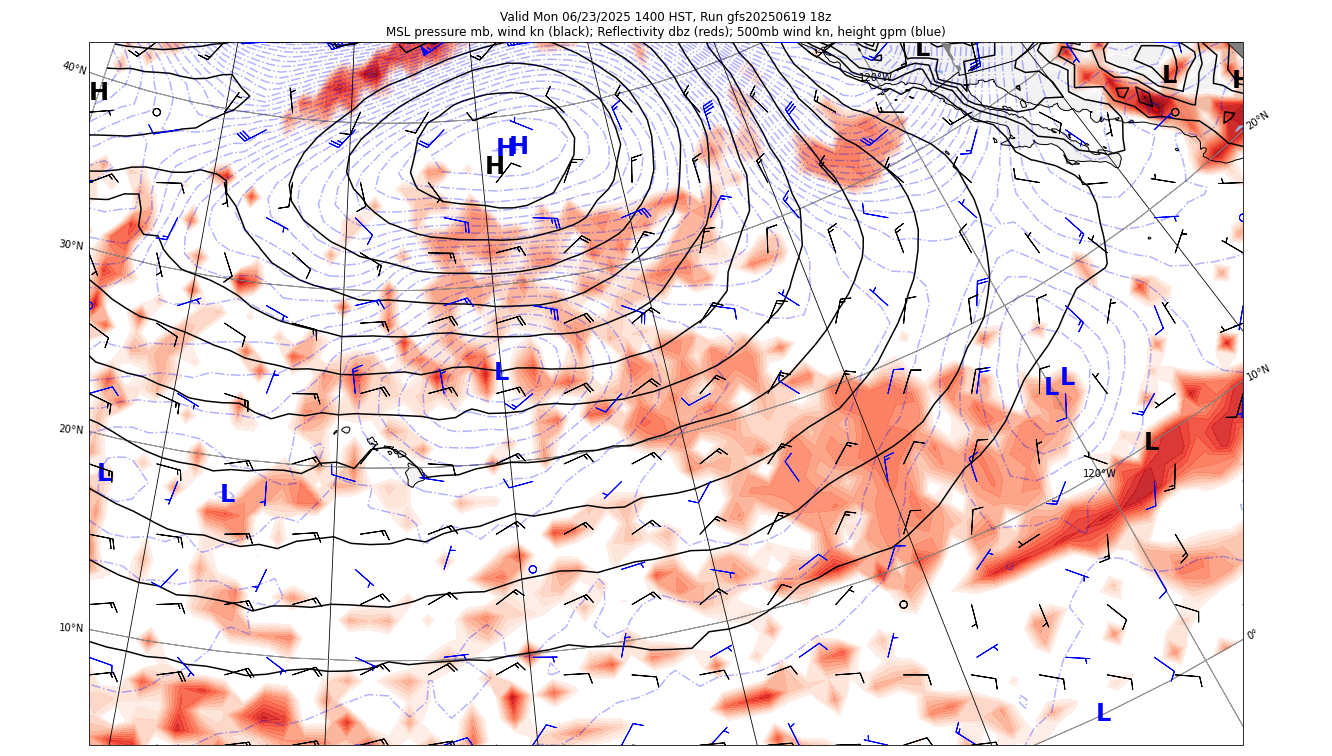 Valid Mon 06/23/2025 1400 HST, Run gfs20250619 18z
MSL pressure mb, wind kn (black); Reflectivity dbz (reds); 500mb wind kn, height gpm (blue)
L
40°N
120°W
L
H
H
20°N
H
H
H
30°N
L
L
L
10°N
20°N
L
L
120°W
L
10°N
0°
L